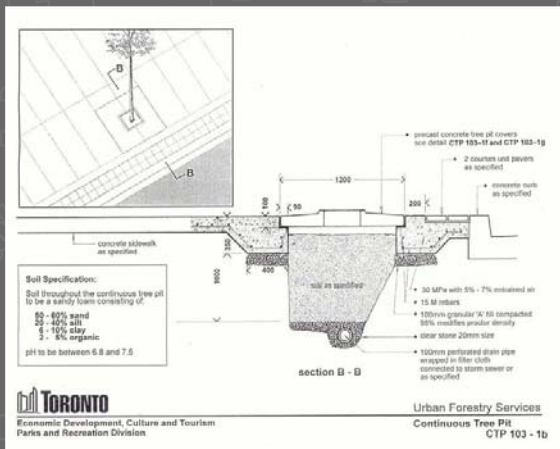 B
B
precast concrete tree pit covers
see detail CTP 103-1f and CTP 103-1g
2 courses unit pavers
as specified
concrete curb
as specified
1200
50
100
200
concrete sidewalk
as specified
350
400
soil as specified
Soil Specification:
Soil throughout the continuous tree pit
to be a sandy loam consisting of:
50 - 60% sand
20 - 40% silt
6 - 10% clay
2 - 5% organic
pH to be between 6.8 and 7.5
30 MPa with 5% - 7% entrained air
15 M rebars
100mm granular 'A' fill compacted
clear stone 20mm size
100mm perforated drain pipe
wrapped in filter cloth
connected to storm sewer or
as specified
section B - B
TORONTO
Economic Development, Culture and Tourism
Parks and Recreation Division
Urban Forestry Services
Continuous Tree Pit
CTP 103 - 1b